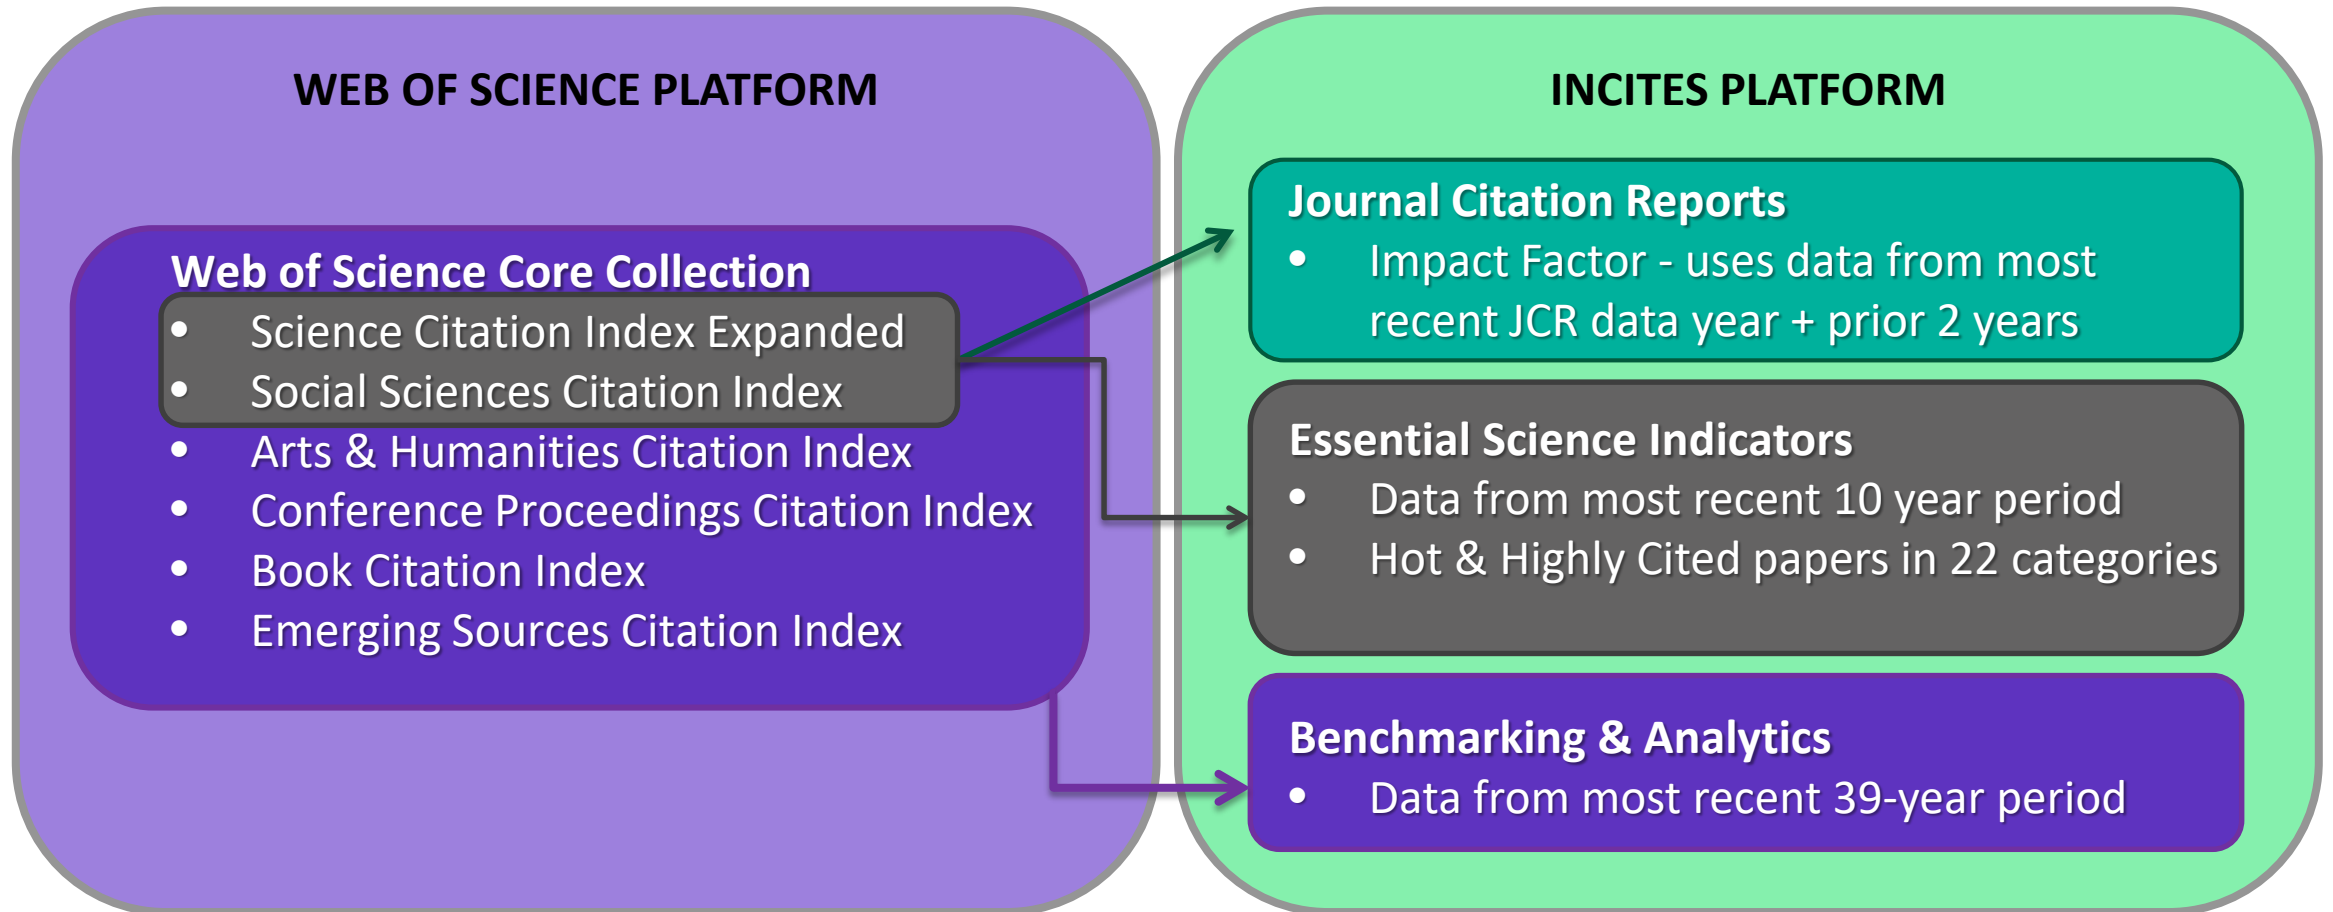 WEB OF SCIENCE PLATFORM
Web of Science Core Collection
• Science Citation Index Expanded
• Social Sciences Citation Index
• Arts & Humanities Citation Index
• Conference Proceedings Citation Index
• Book Citation Index
• Emerging Sources Citation Index
INCITES PLATFORM
Journal Citation Reports
• Impact Factor - uses data from most
recent JCR data year + prior 2 years
Essential Science Indicators
• Data from most recent 10 year period
• Hot & Highly Cited papers in 22 categories
Benchmarking & Analytics
• Data from most recent 39-year period